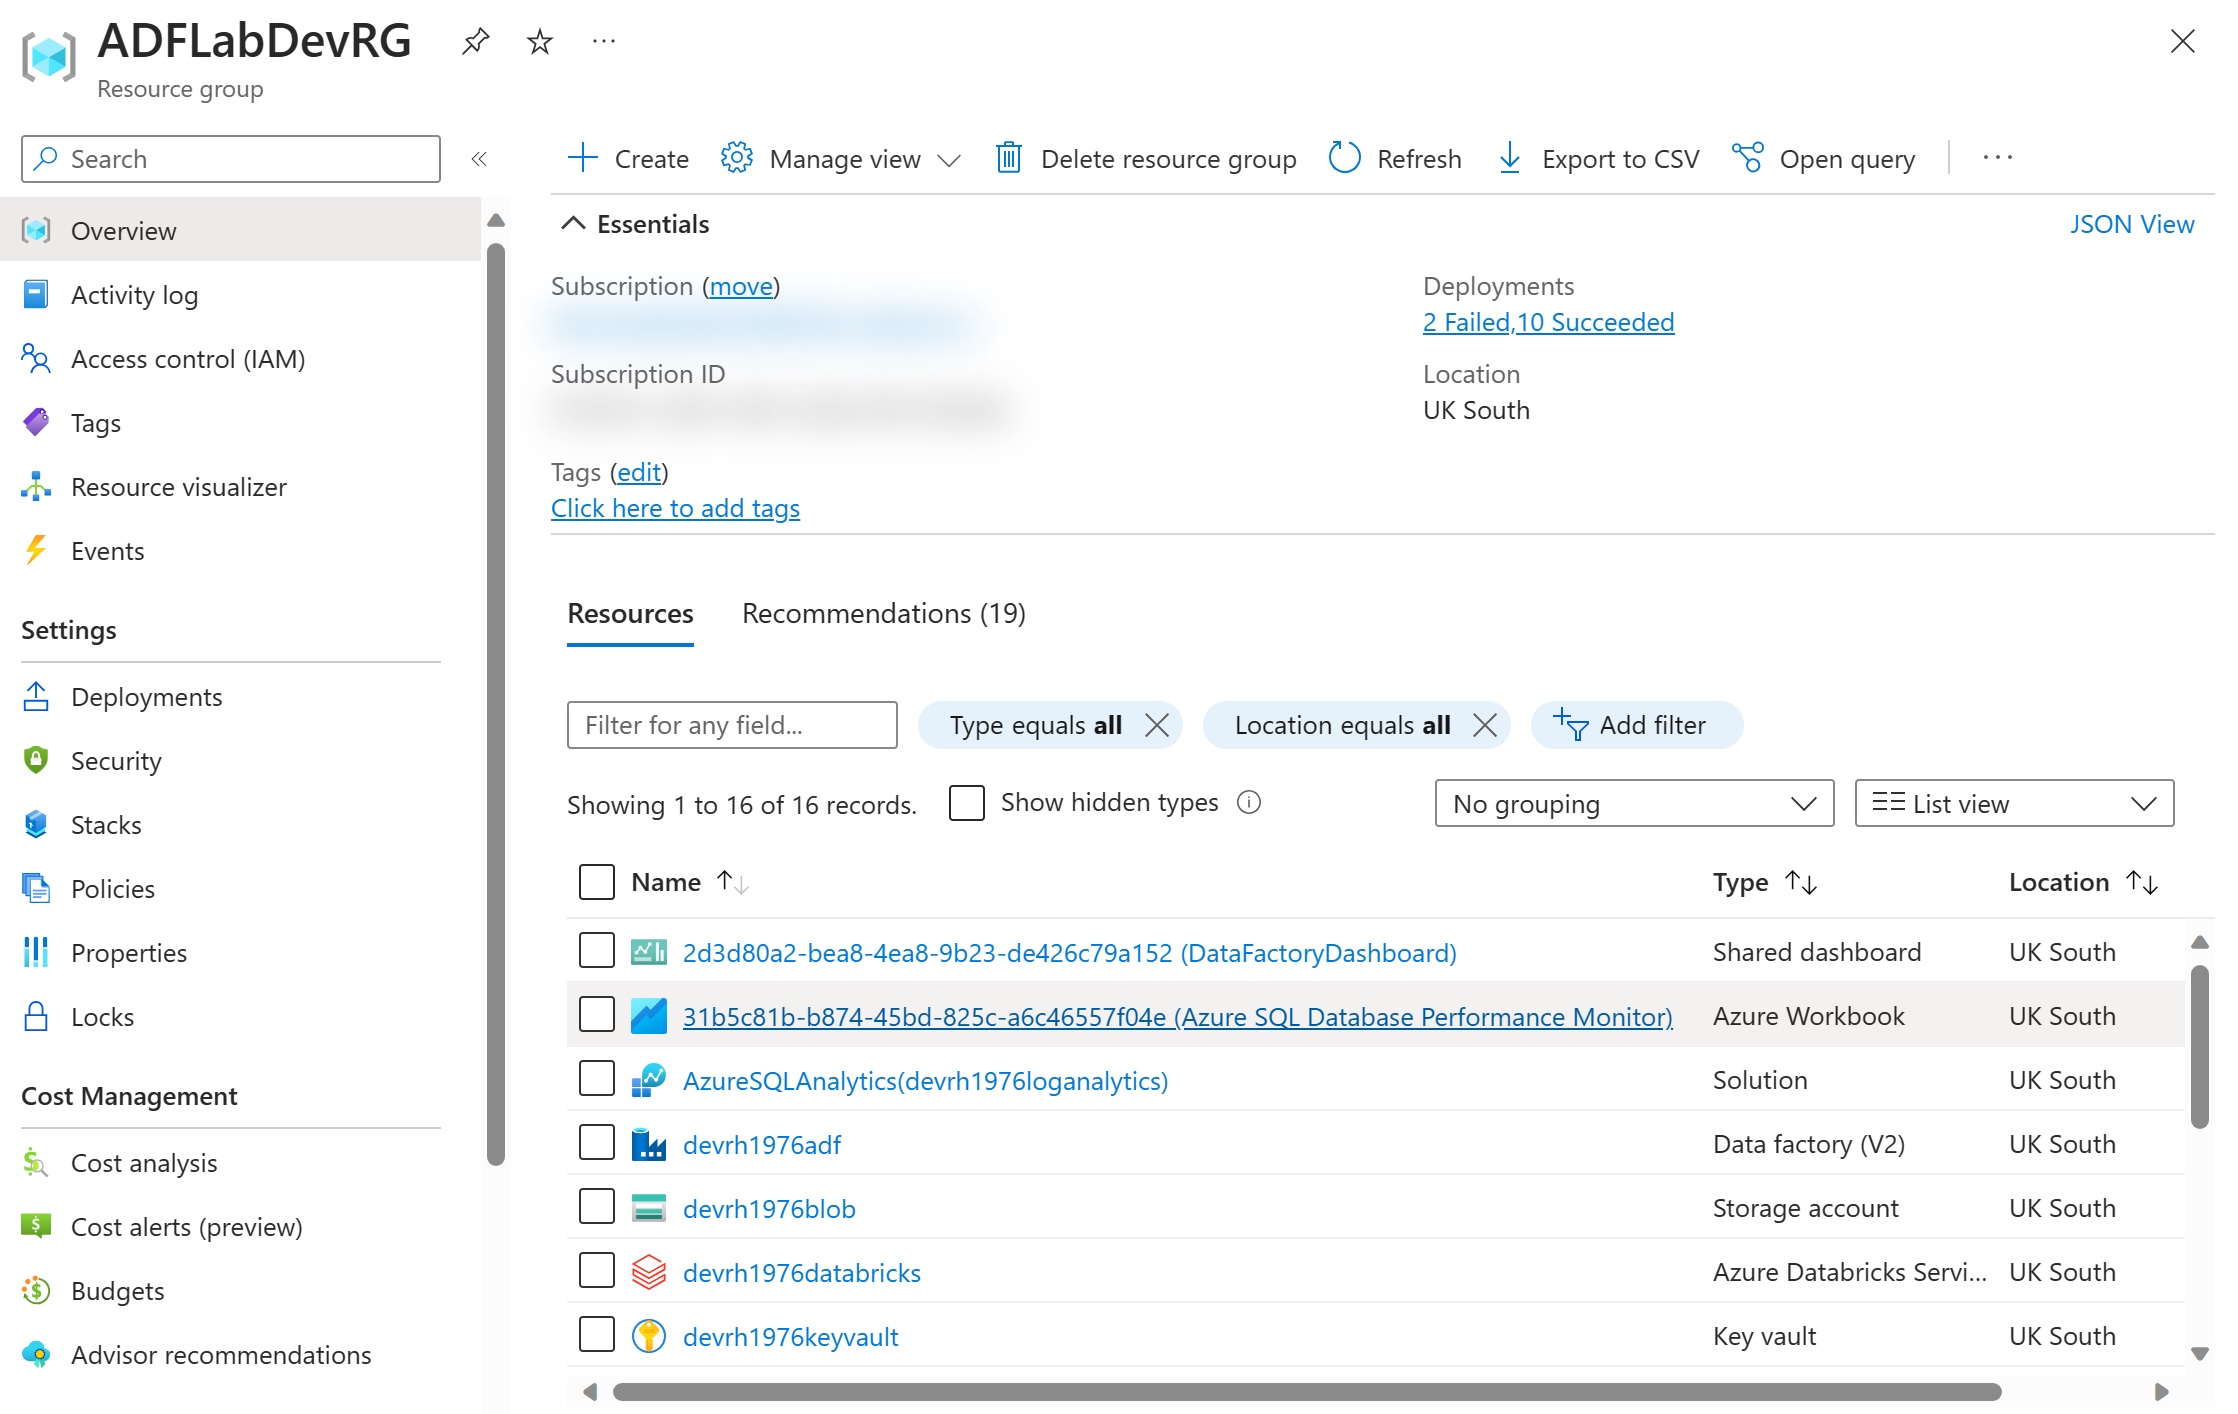 ADFLabDevRG
Resource group
Search
Overview
Activity log
Access control (IAM)
Tags
Resource visualizer
Events
Settings
Deployments
Security
Stacks
Policies
Properties
Locks
Cost Management
Cost analysis
Cost alerts (preview)
Budgets
Advisor recommendations
Create Manage view Delete resource group Refresh Export to CSV Open query
Essentials JSON View
Subscription (move) Deployments
2 Failed,10 Succeeded
Subscription ID Location
UK South
Tags (edit)
Click here to add tags
Resources Recommendations (19)
Filter for any field... Type equals all Location equals all Add filter
Showing 1 to 16 of 16 records. Show hidden types No grouping List view
Name Type Location
2d3d80a2-bea8-4ea8-9b23-de426c79a152 (DataFactoryDashboard) Shared dashboard UK South
31b5c81b-b874-45bd-825c-a6c46557f04e (Azure SQL Database Performance Monitor) Azure Workbook UK South
AzureSQLAnalytics(devrh1976loganalytics) Solution UK South
devrh1976adf Data factory (V2) UK South
devrh1976blob Storage account UK South
devrh1976databricks Azure Databricks Servi... UK South
devrh1976keyvault Key vault UK South